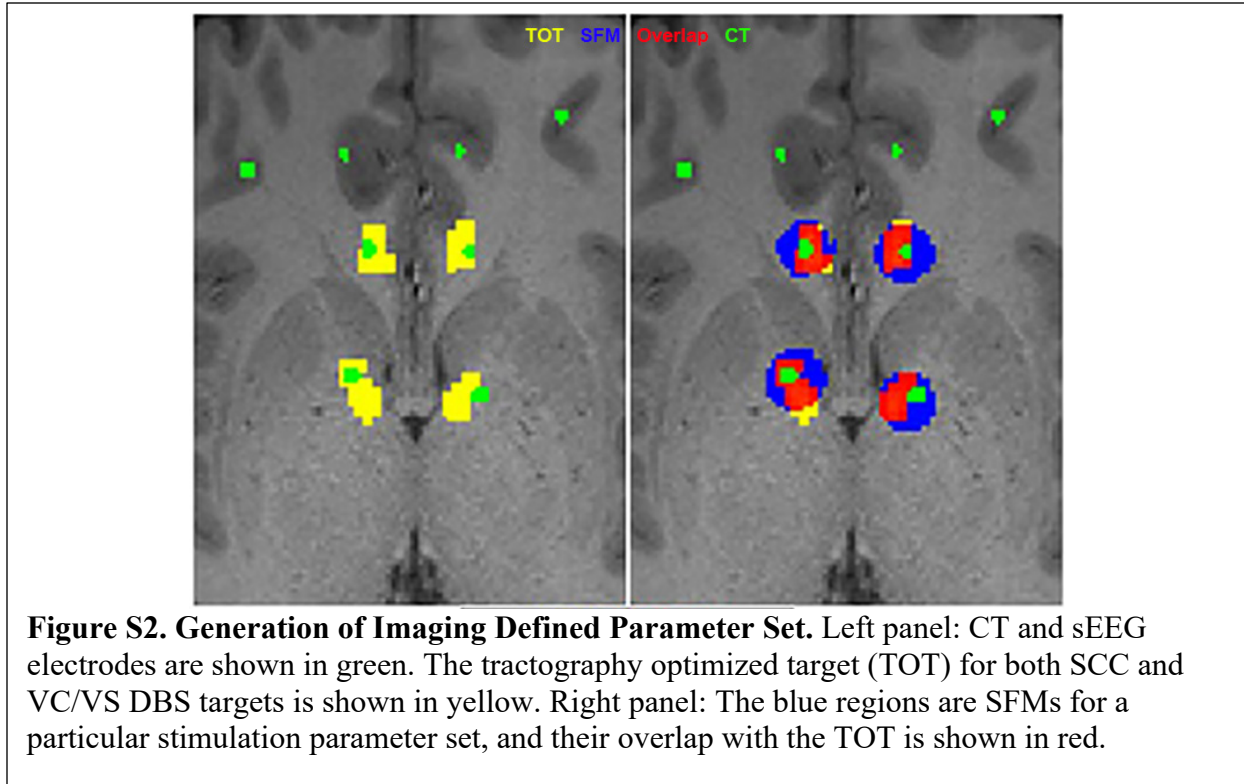 TOT SFM Overlap CT
Figure S2. Generation of Imaging Defined Parameter Set. Left panel: CT and sEEG
electrodes are shown in green. The tractography optimized target (TOT) for both SCC and
VC/VS DBS targets is shown in yellow. Right panel: The blue regions are SFMs for a
particular stimulation parameter set, and their overlap with the TOT is shown in red.